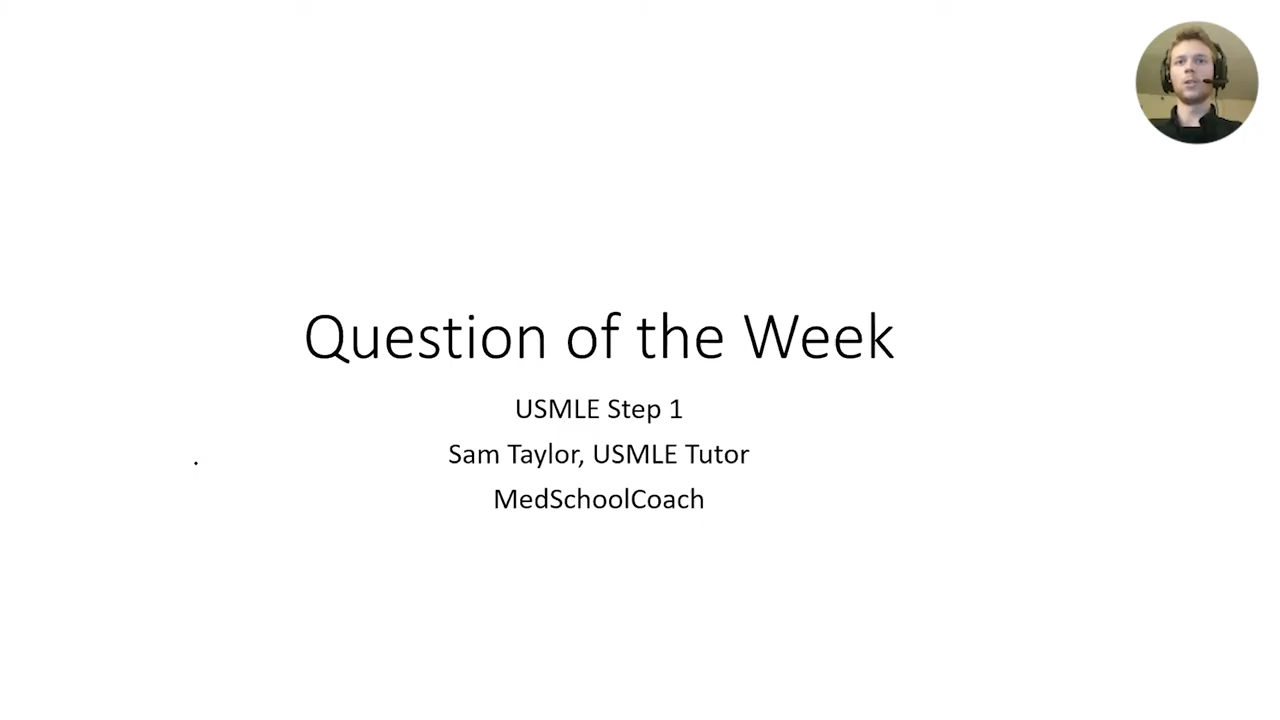 Question of the Week
USMLE Step 1
Sam Taylor, USMLE Tutor
MedSchoolCoach